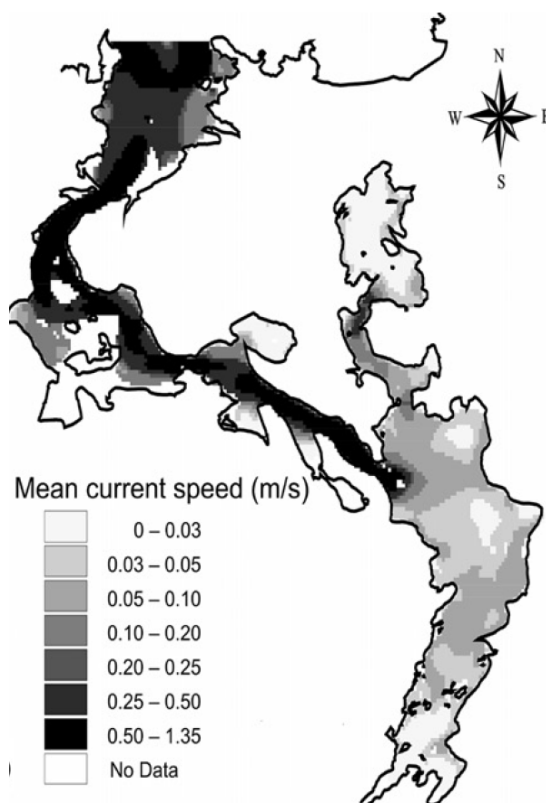 N
W E
S
Mean current speed (m/s)
0 – 0.03
0.03 – 0.05
0.05 – 0.10
0.10 – 0.20
0.20 – 0.25
0.25 – 0.50
0.50 – 1.35
No Data
)